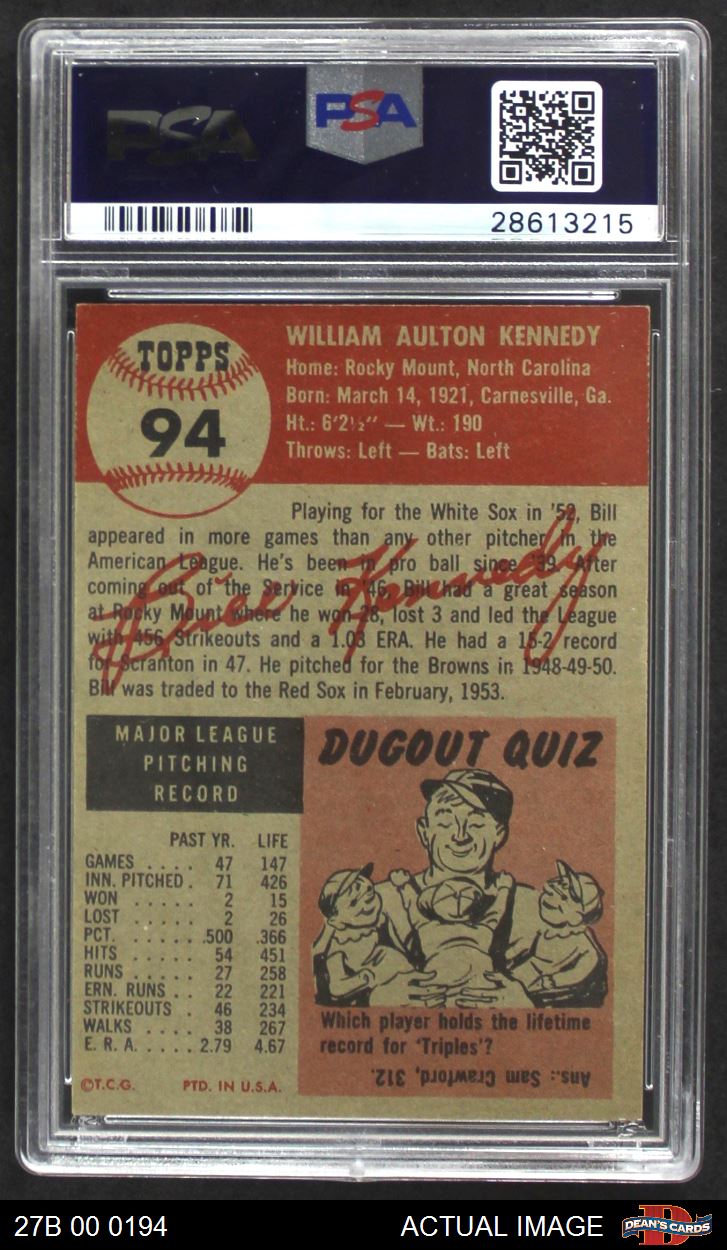 PSA
PSA
28613215
TOPPS
94
WILLIAM AULTON KENNEDY
Home: Rocky Mount, North Carolina
Born: March 14, 1921, Carnesville, Ga.
Ht.: 6'2½" — Wt.: 190
Throws: Left — Bats: Left
Playing for the White Sox in '52, Bill
appeared in more games than any other pitcher in the
American League. He's been in pro ball since '39. After
coming out of the Service in '46, Bill had a great season
at Rocky Mount where he won 28, lost 3 and led the League
with 456 Strikeouts and a 1.03 ERA. He had a 15-2 record
for Scranton in 47. He pitched for the Browns in 1948-49-50.
Bill was traded to the Red Sox in February, 1953.
Bill Kennedy
MAJOR LEAGUE
PITCHING
RECORD
PAST YR. LIFE
GAMES . . . . 47 147
INN. PITCHED . 71 426
WON . . . . . 2 15
LOST . . . . . 2 26
PCT. . . . . . .500 .366
HITS . . . . . 54 451
RUNS . . . . . 27 258
ERN. RUNS . . 22 221
STRIKEOUTS . 46 234
WALKS . . . . 38 267
E. R. A. . . . . 2.79 4.67
©T.C.G. PTD. IN U.S.A.
DUGOUT QUIZ
Which player holds the lifetime
record for 'Triples'?
Ans.: Sam Crawford, 312.
27B 00 0194
ACTUAL IMAGE
DEAN'S CARDS